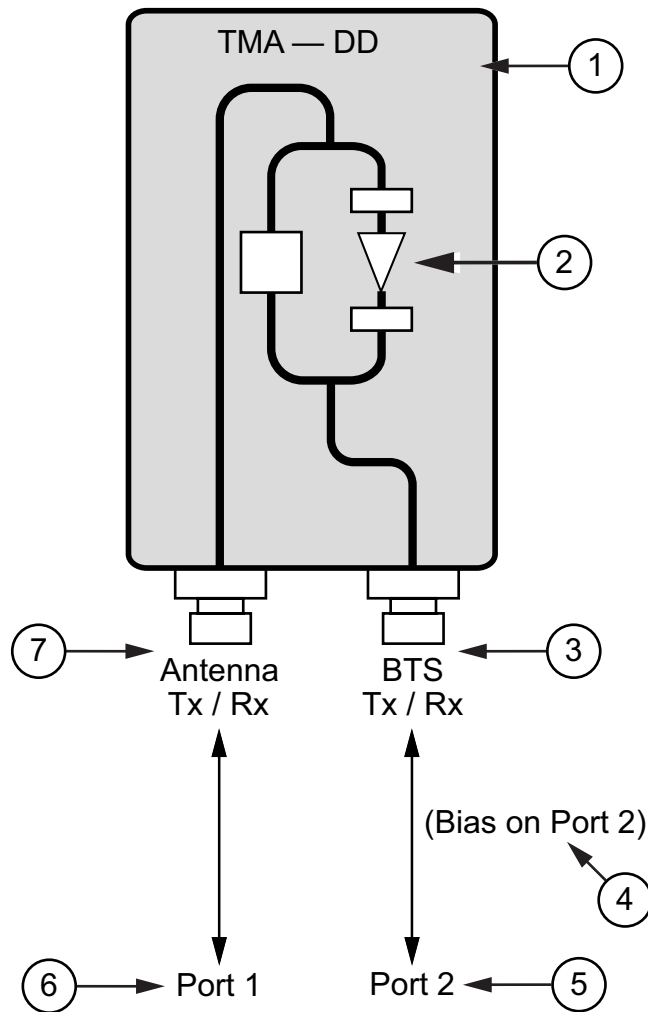 TMA — DD
1
2
7
3
Antenna
Tx / Rx
BTS
Tx / Rx
(Bias on Port 2)
4
6
Port 1
Port 2
5